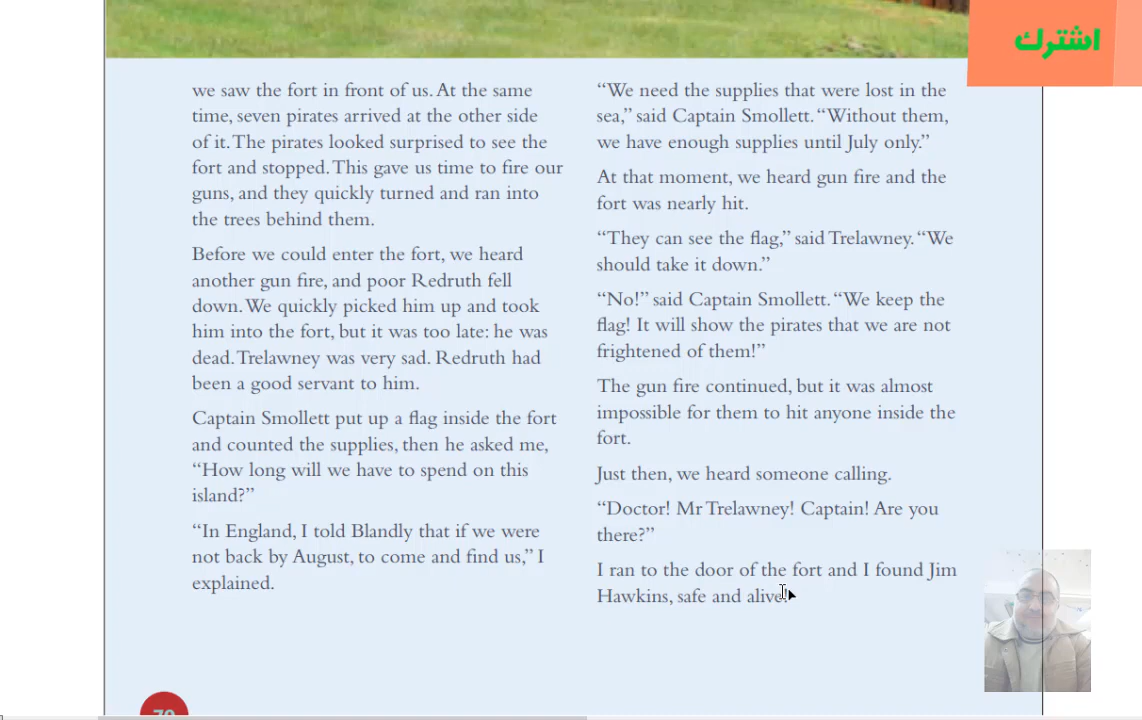 اشترك
we saw the fort in front of us. At the same
time, seven pirates arrived at the other side
of it. The pirates looked surprised to see the
fort and stopped. This gave us time to fire our
guns, and they quickly turned and ran into
the trees behind them.
Before we could enter the fort, we heard
another gun fire, and poor Redruth fell
down. We quickly picked him up and took
him into the fort, but it was too late: he was
dead. Trelawney was very sad. Redruth had
been a good servant to him.
Captain Smollett put up a flag inside the fort
and counted the supplies, then he asked me,
“How long will we have to spend on this
island?”
“In England, I told Blandly that if we were
not back by August, to come and find us,” I
explained.
“We need the supplies that were lost in the
sea,” said Captain Smollett. “Without them,
we have enough supplies until July only.”
At that moment, we heard gun fire and the
fort was nearly hit.
“They can see the flag,” said Trelawney. “We
should take it down.”
“No!” said Captain Smollett. “We keep the
flag! It will show the pirates that we are not
frightened of them!”
The gun fire continued, but it was almost
impossible for them to hit anyone inside the
fort.
Just then, we heard someone calling.
“Doctor! Mr Trelawney! Captain! Are you
there?”
I ran to the door of the fort and I found Jim
Hawkins, safe and alive!